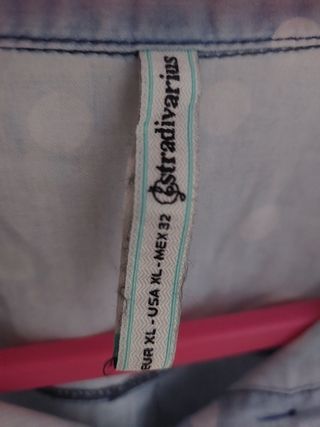 stradivarius
EUR XL - USA XL - MEX 32